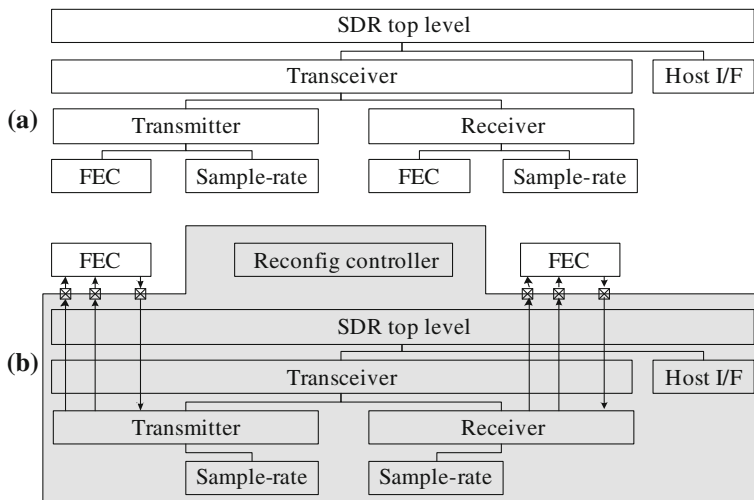 SDR top level
Transceiver
Host I/F
(a)
Transmitter
Receiver
FEC
Sample-rate
FEC
Sample-rate
FEC
Reconfig controller
FEC
SDR top level
(b)
Transceiver
Host I/F
Transmitter
Receiver
Sample-rate
Sample-rate